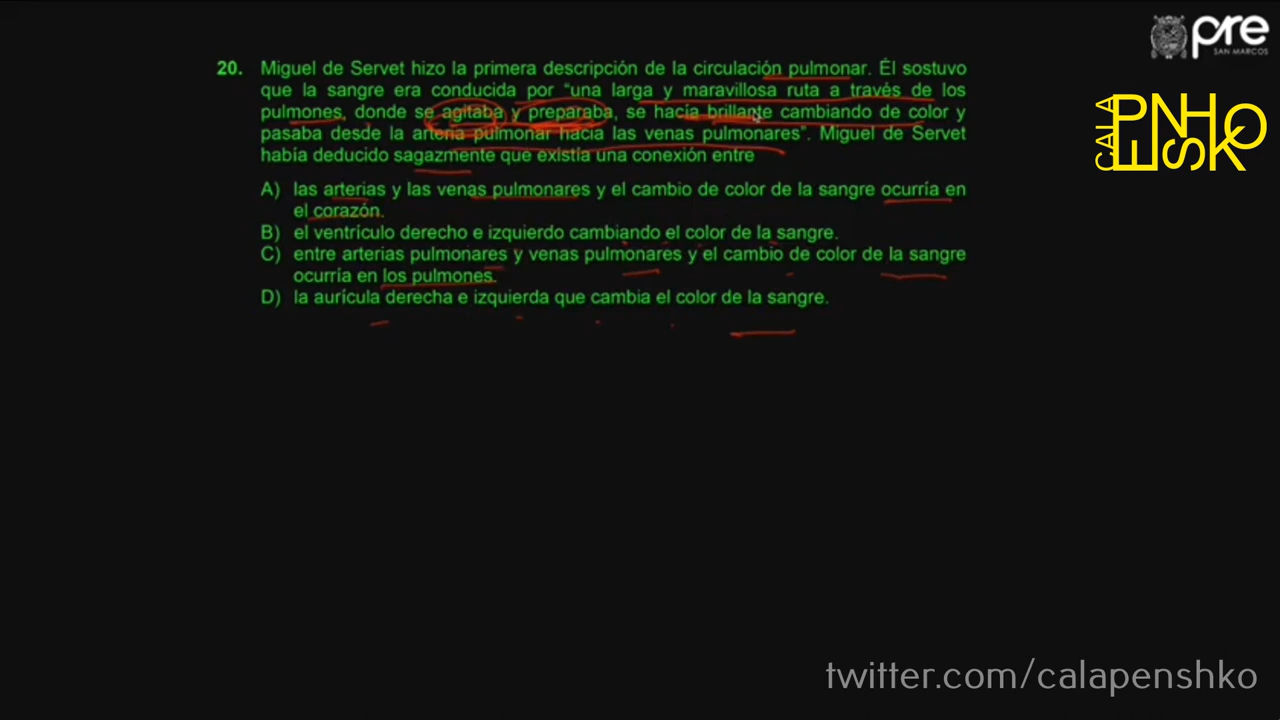 pre
SAN MARCOS
CALA
PENSHKO
20. Miguel de Servet hizo la primera descripción de la circulación pulmonar. Él sostuvo
que la sangre era conducida por “una larga y maravillosa ruta a través de los
pulmones, donde se agitaba y preparaba, se hacía brillante cambiando de color y
pasaba desde la arteria pulmonar hacia las venas pulmonares”. Miguel de Servet
había deducido sagazmente que existía una conexión entre
A) las arterias y las venas pulmonares y el cambio de color de la sangre ocurría en
el corazón.
B) el ventrículo derecho e izquierdo cambiando el color de la sangre.
C) entre arterias pulmonares y venas pulmonares y el cambio de color de la sangre
ocurría en los pulmones.
D) la aurícula derecha e izquierda que cambia el color de la sangre.
twitter.com/calapenshko